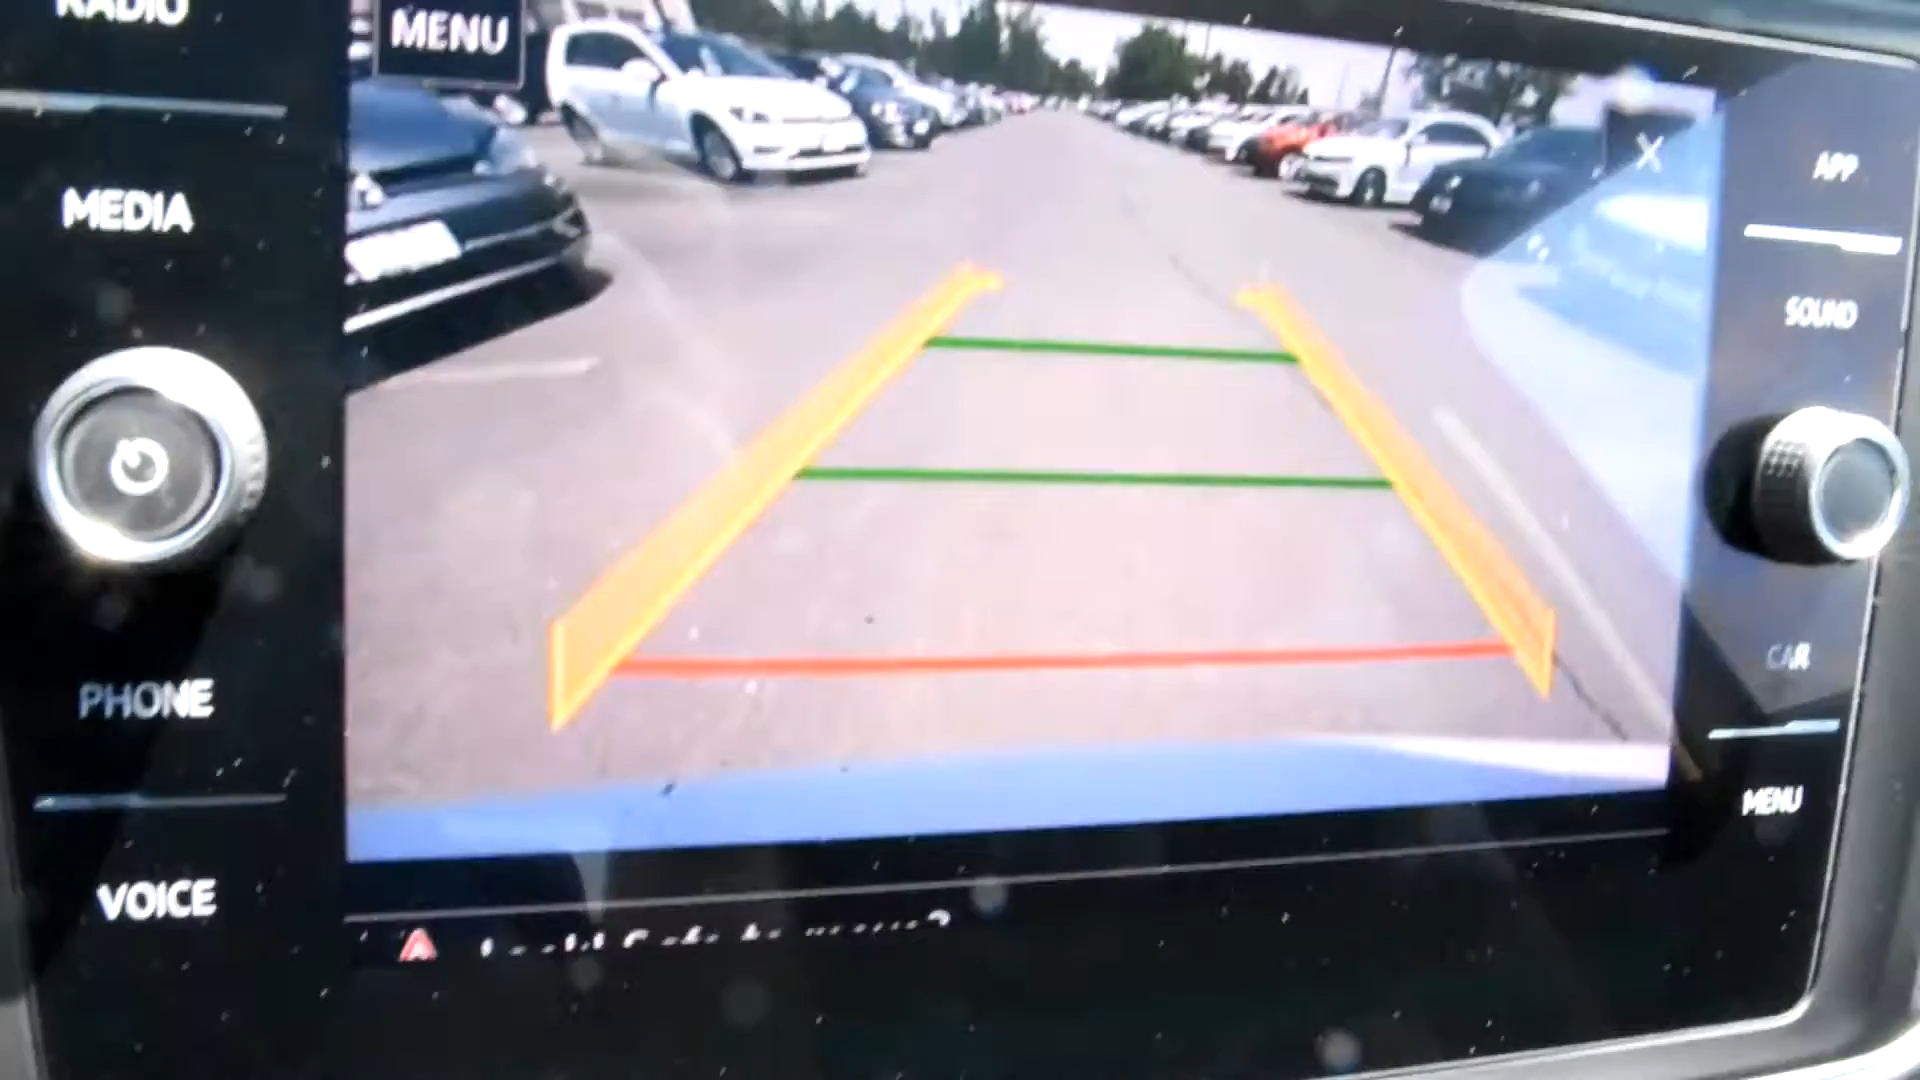 RADIO
MENU
MEDIA
PHONE
VOICE
X
APP
SOUND
CAR
MENU